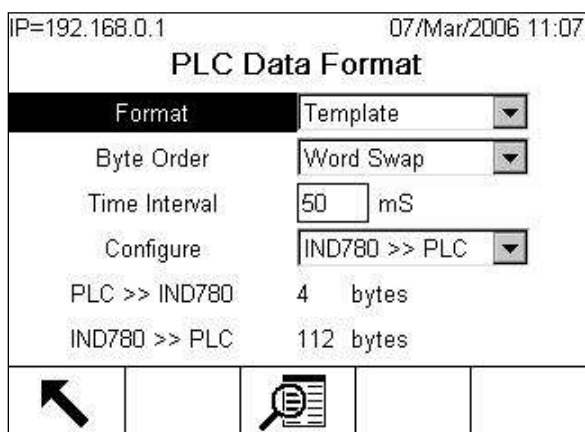 IP=192.168.0.1 07/Mar/2006 11:07
PLC Data Format
Format Template
Byte Order Word Swap
Time Interval 50 mS
Configure IND780 >> PLC
PLC >> IND780 4 bytes
IND780 >> PLC 112 bytes